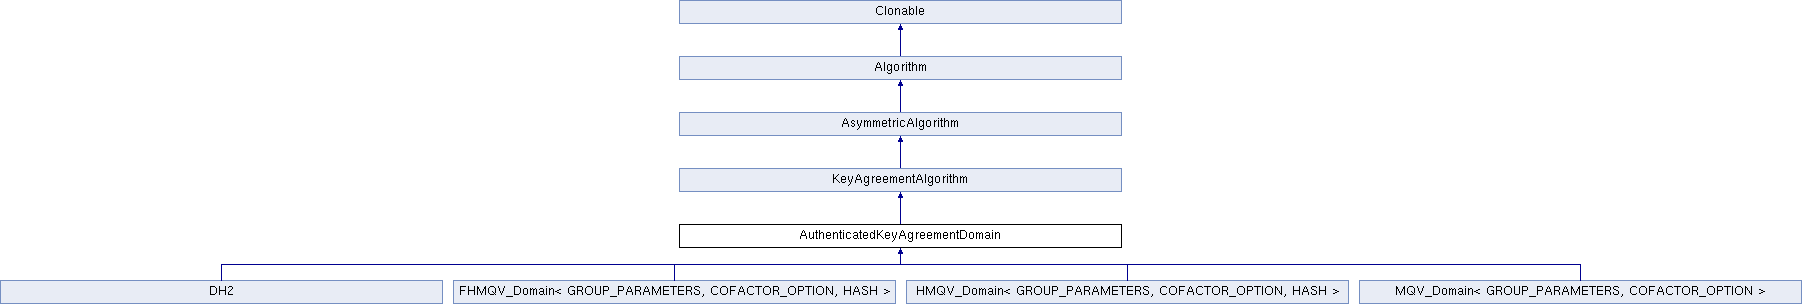 Clonable
Algorithm
AsymmetricAlgorithm
KeyAgreementAlgorithm
AuthenticatedKeyAgreementDomain
DH2
FHMQV_Domain< GROUP_PARAMETERS, COFACTOR_OPTION, HASH >
HMQV_Domain< GROUP_PARAMETERS, COFACTOR_OPTION, HASH >
MQV_Domain< GROUP_PARAMETERS, COFACTOR_OPTION >